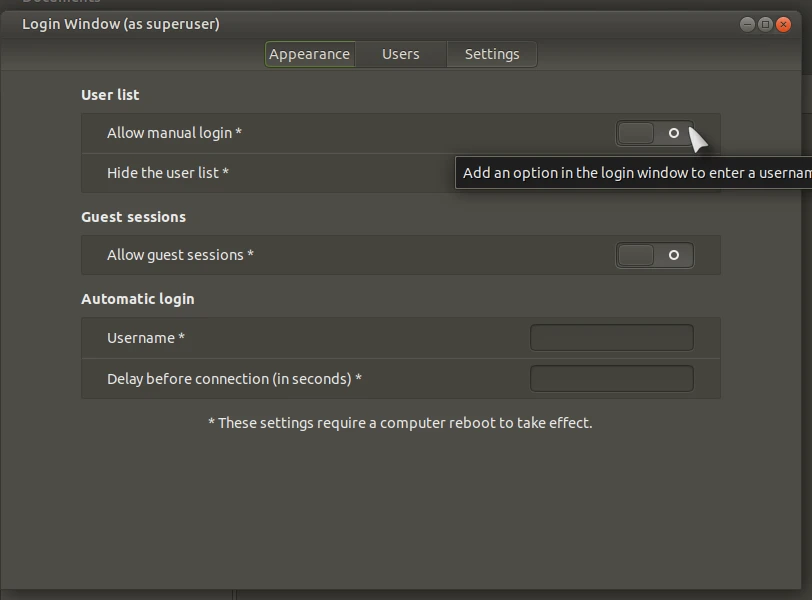 Documents
Login Window (as superuser)
Appearance
Users
Settings
User list
Allow manual login *
Hide the user list *
Add an option in the login window to enter a usernam
Guest sessions
Allow guest sessions *
Automatic login
Username *
Delay before connection (in seconds) *
* These settings require a computer reboot to take effect.